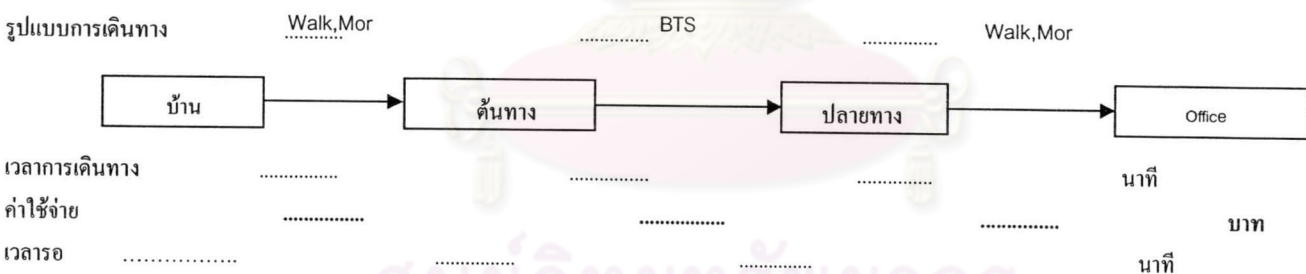 รูปแบบการเดินทาง Walk,Mor ............ BTS ............ Walk,Mor
บ้าน ต้นทาง ปลายทาง Office
เวลาการเดินทาง ............ ............ ............ นาที
ค่าใช้จ่าย ............ ............ ............ บาท
เวลารอ ................ ............ ............ นาที